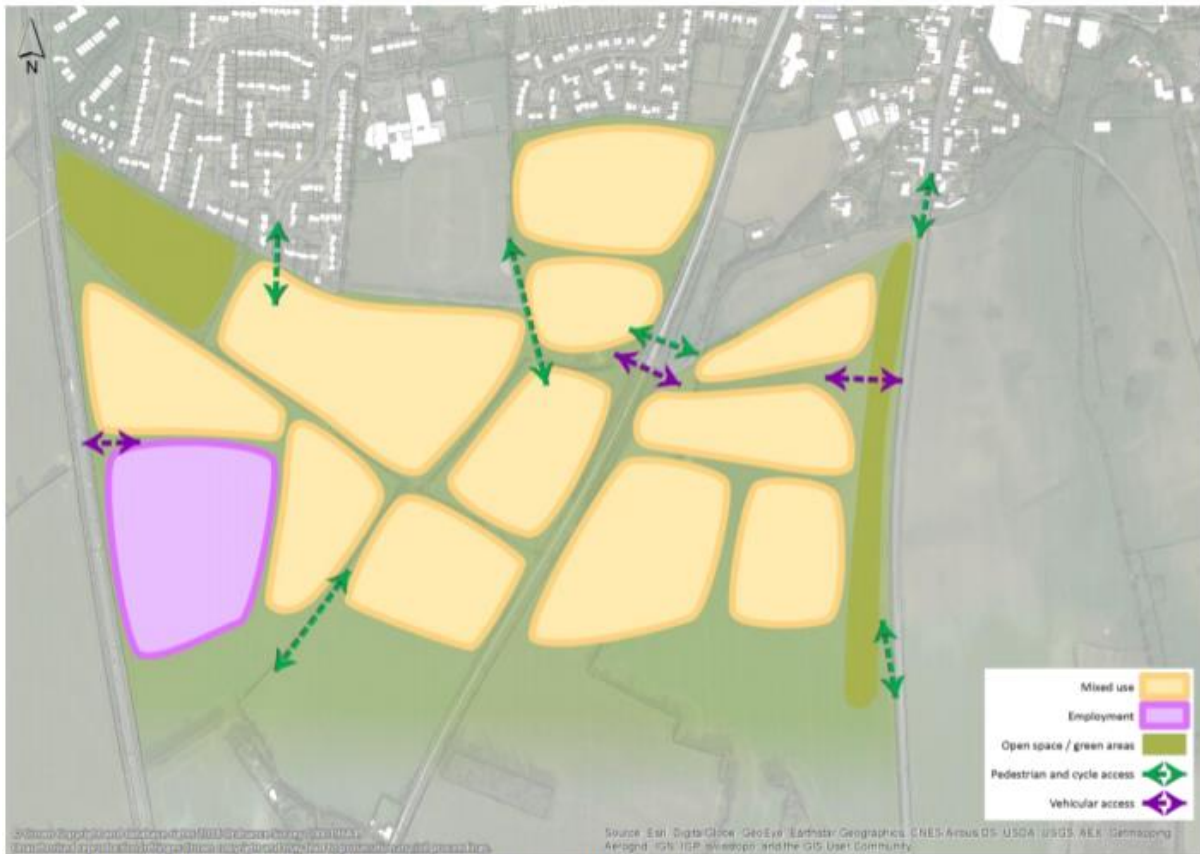 N
Mixed use
Employment
Open space / green areas
Pedestrian and cycle access
Vehicular access
Source: Esri, DigitalGlobe, GeoEye, Earthstar Geographics, CNES/Airbus DS, USDA, USGS, AEX, Getmapping,
Aerogrid, IGN, IGP, swisstopo, and the GIS User Community